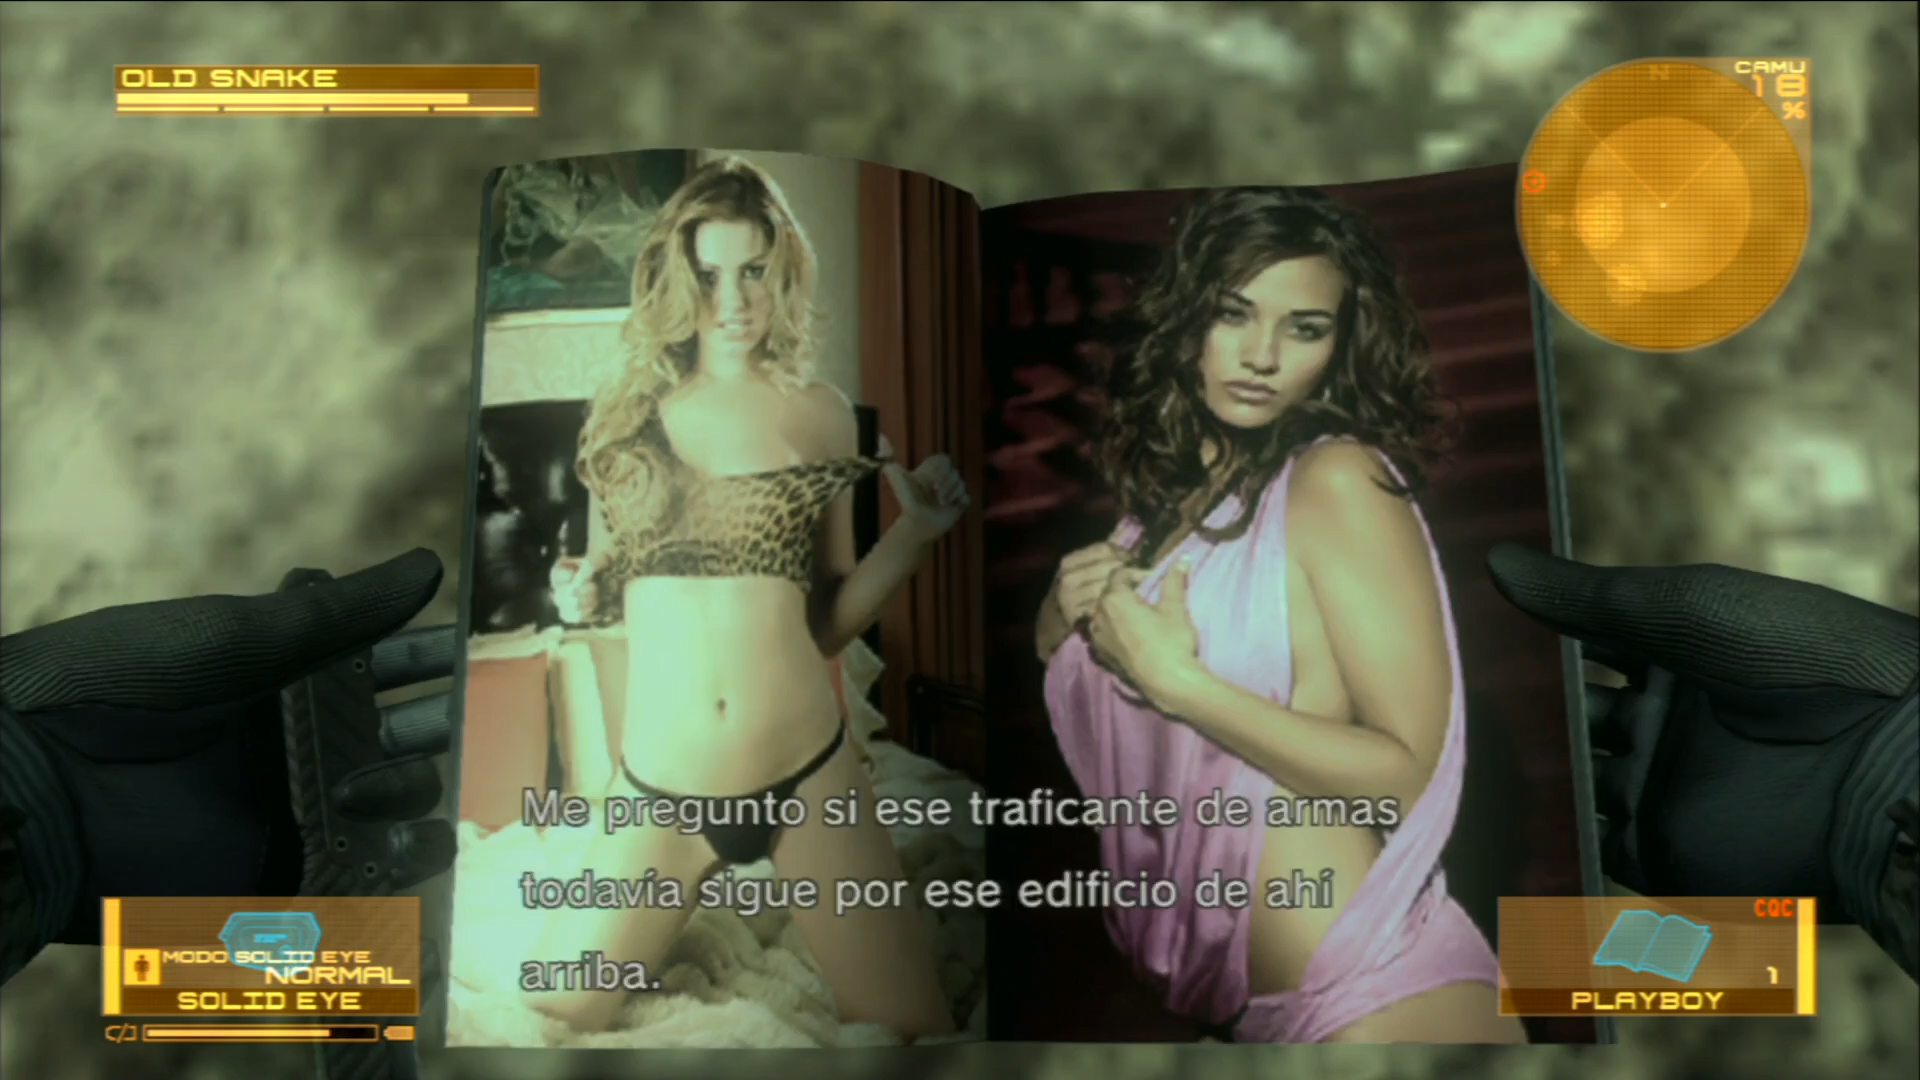 OLD SNAKE
N
CAMU
18
%
Me pregunto si ese traficante de armas
todavía sigue por ese edificio de ahí
arriba.
MODO SOLID EYE
NORMAL
SOLID EYE
CQC
1
PLAYBOY